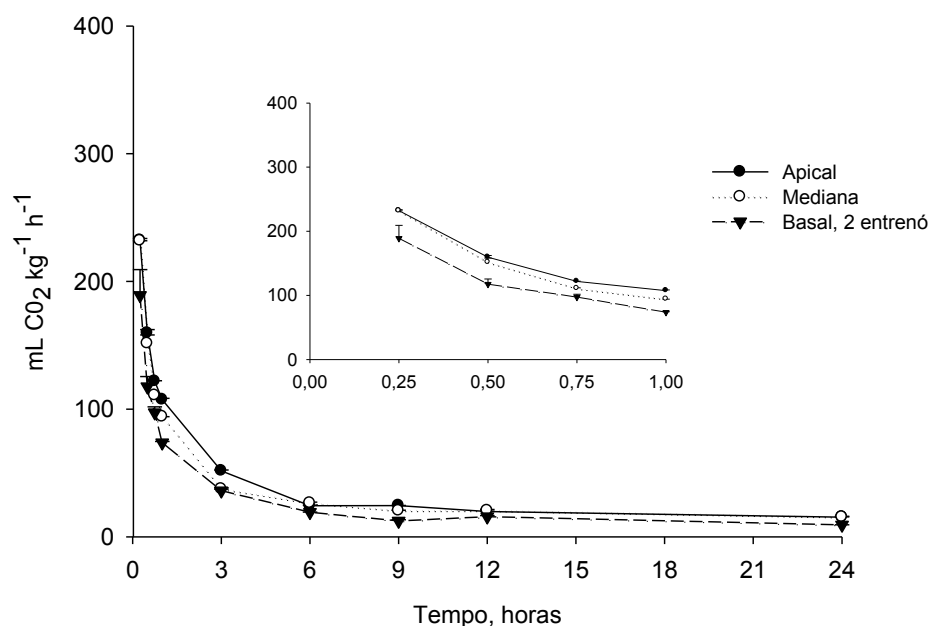 400
300
200
100
0
mL C0₂ kg⁻¹ h⁻¹
400
300
200
100
0
0,00 0,25 0,50 0,75 1,00
Apical
Mediana
Basal, 2 entrenó
0 3 6 9 12 15 18 21 24
Tempo, horas